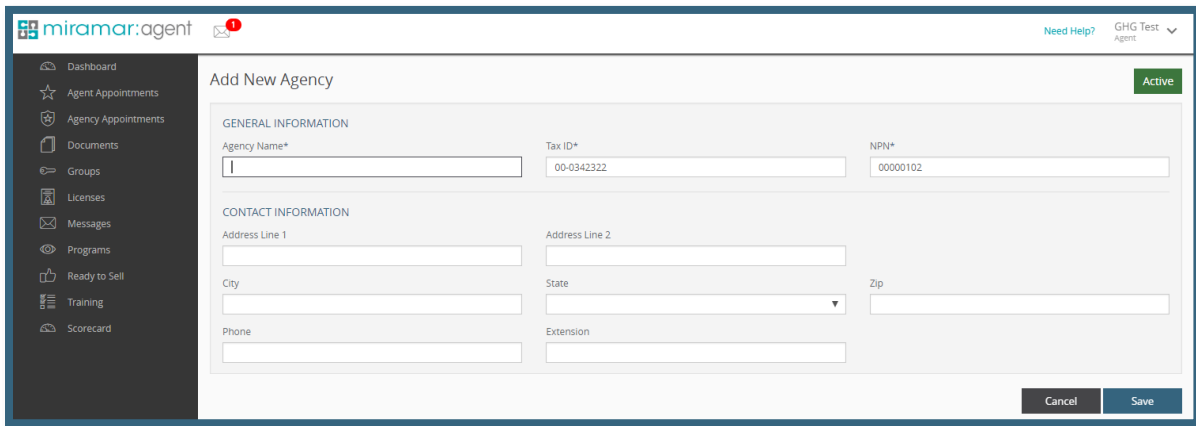 miramar:agent
1
Need Help?
GHG Test
Agent
Dashboard
Agent Appointments
Agency Appointments
Documents
Groups
Licenses
Messages
Programs
Ready to Sell
Training
Scorecard
Add New Agency
Active
GENERAL INFORMATION
Agency Name*
Tax ID*
NPN*
00-0342322
00000102
CONTACT INFORMATION
Address Line 1
Address Line 2
City
State
Zip
Phone
Extension
Cancel
Save